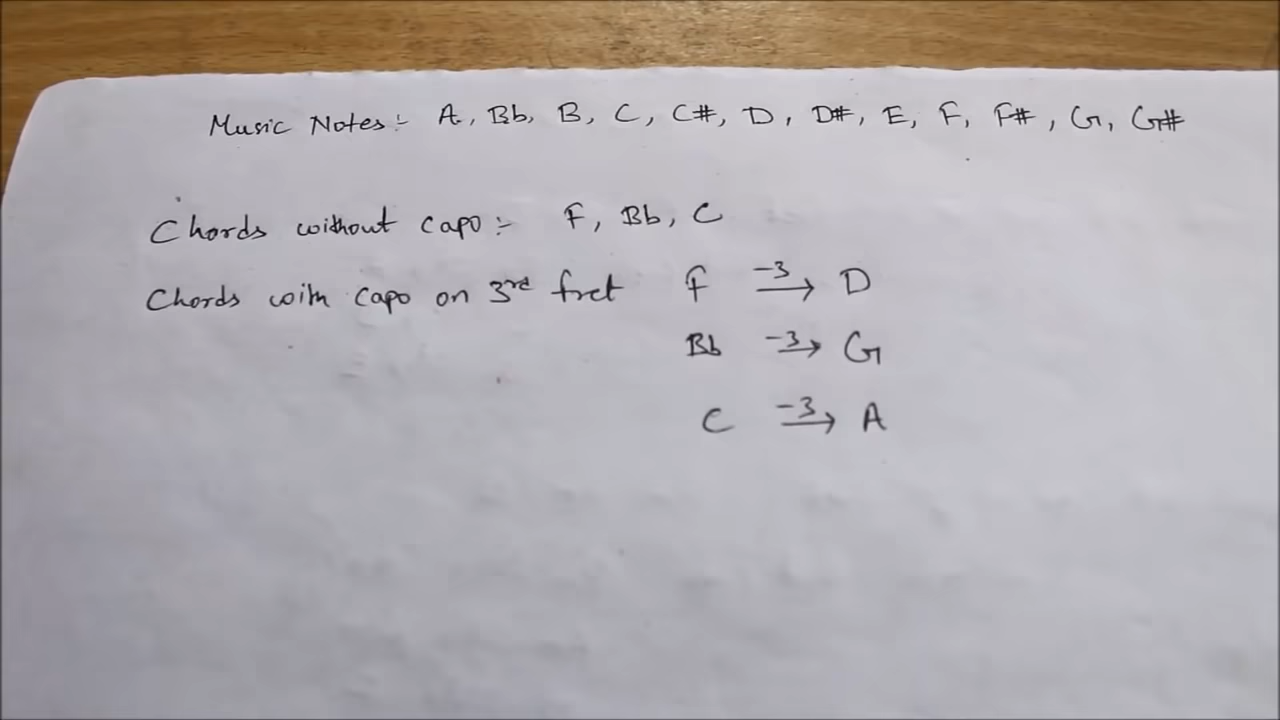 Music Notes:- A, Bb, B, C, C#, D, D#, E, F, F#, G, G#
Chords without capo:- F, Bb, C
Chords with capo on 3rd fret F -3→ D
Bb -3→ G
C -3→ A